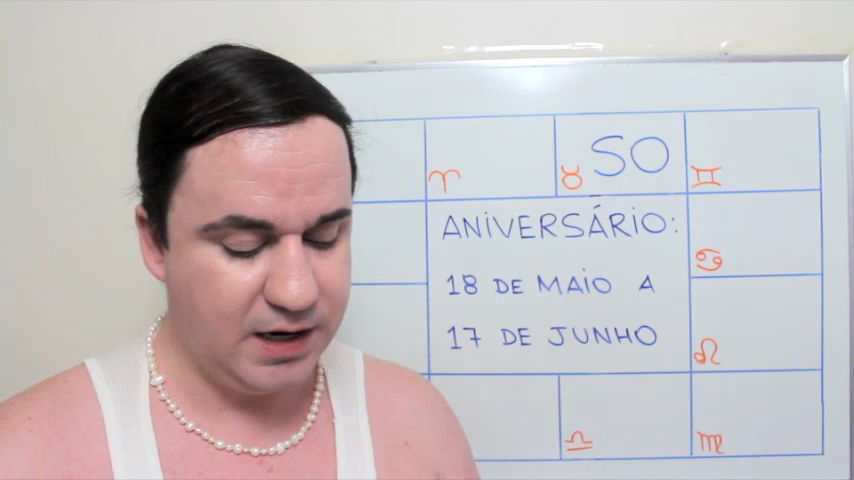 ♈ ♉ SO ♊
ANIVERSÁRIO:
18 DE MAIO A
17 DE JUNHO
♋
♌
♎ ♍